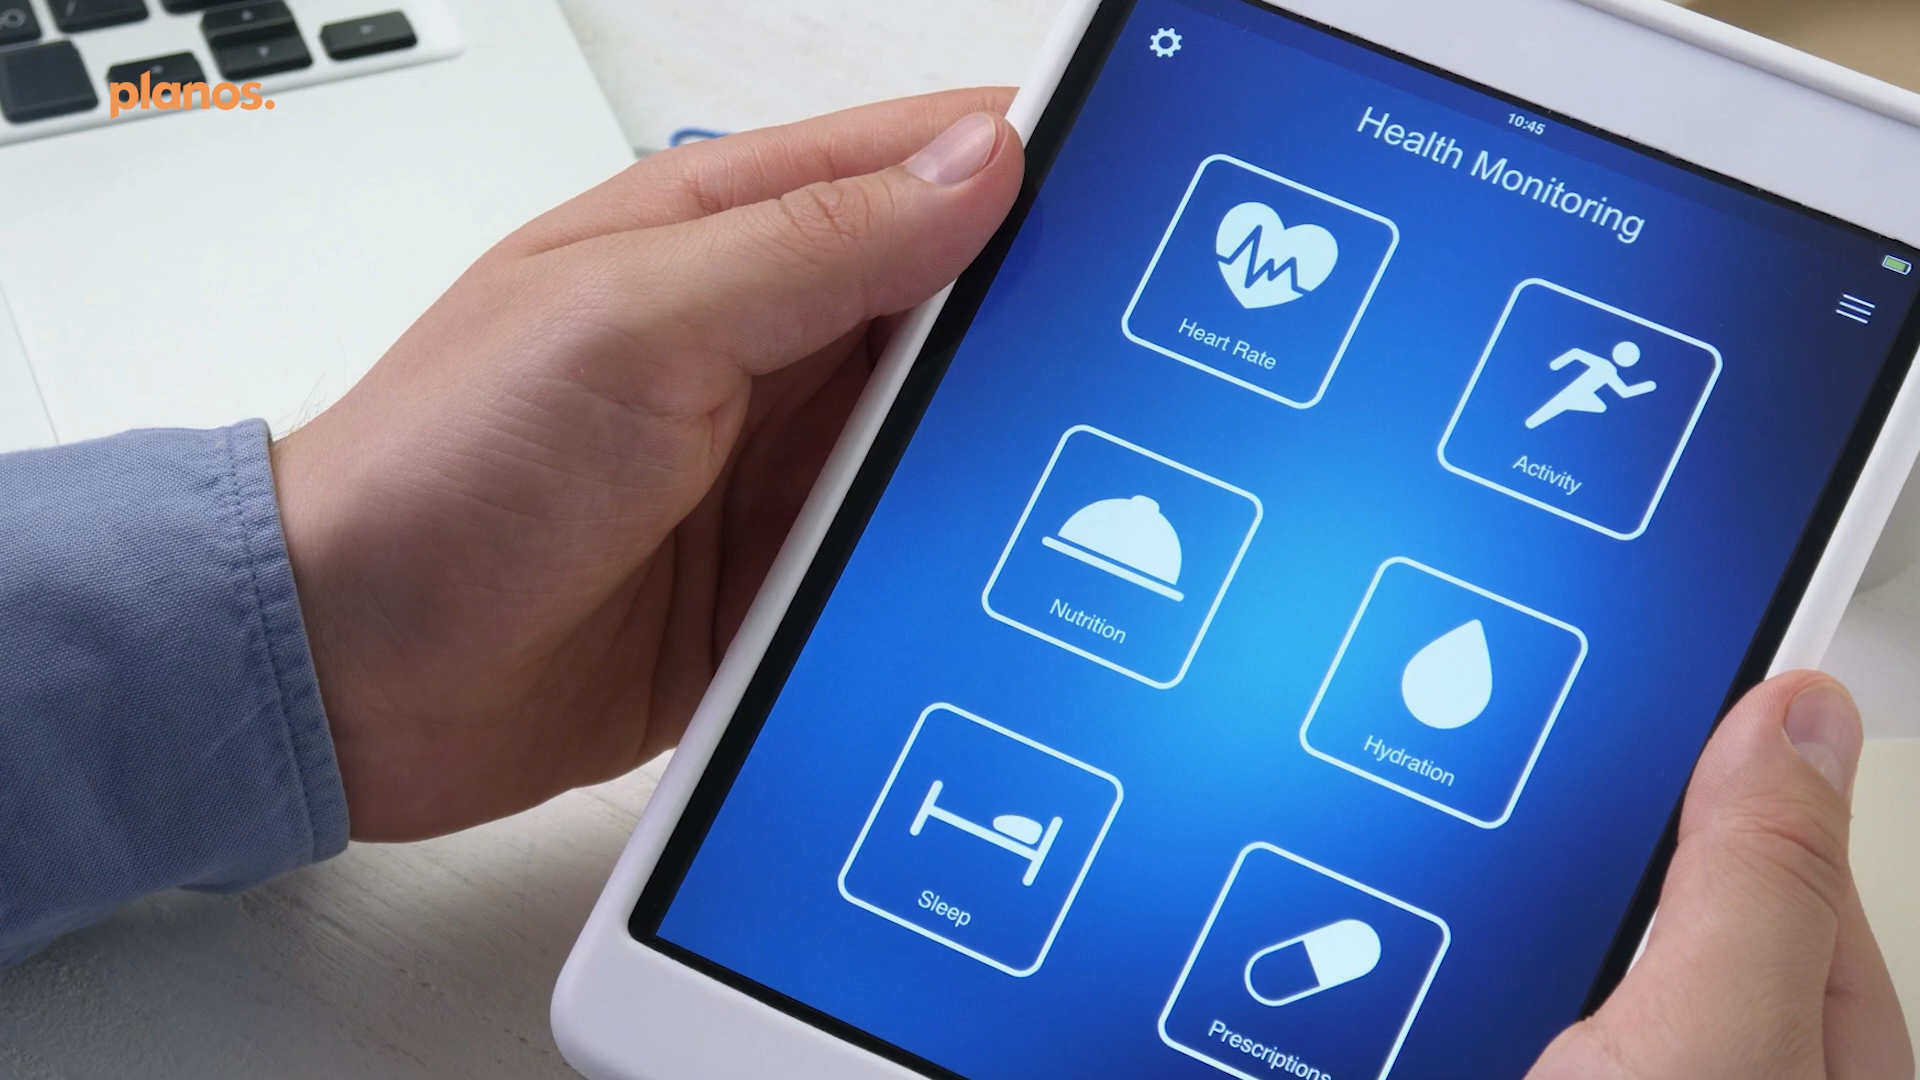 planos.
10:45
Health Monitoring
Heart Rate
Activity
Nutrition
Hydration
Sleep
Prescriptions